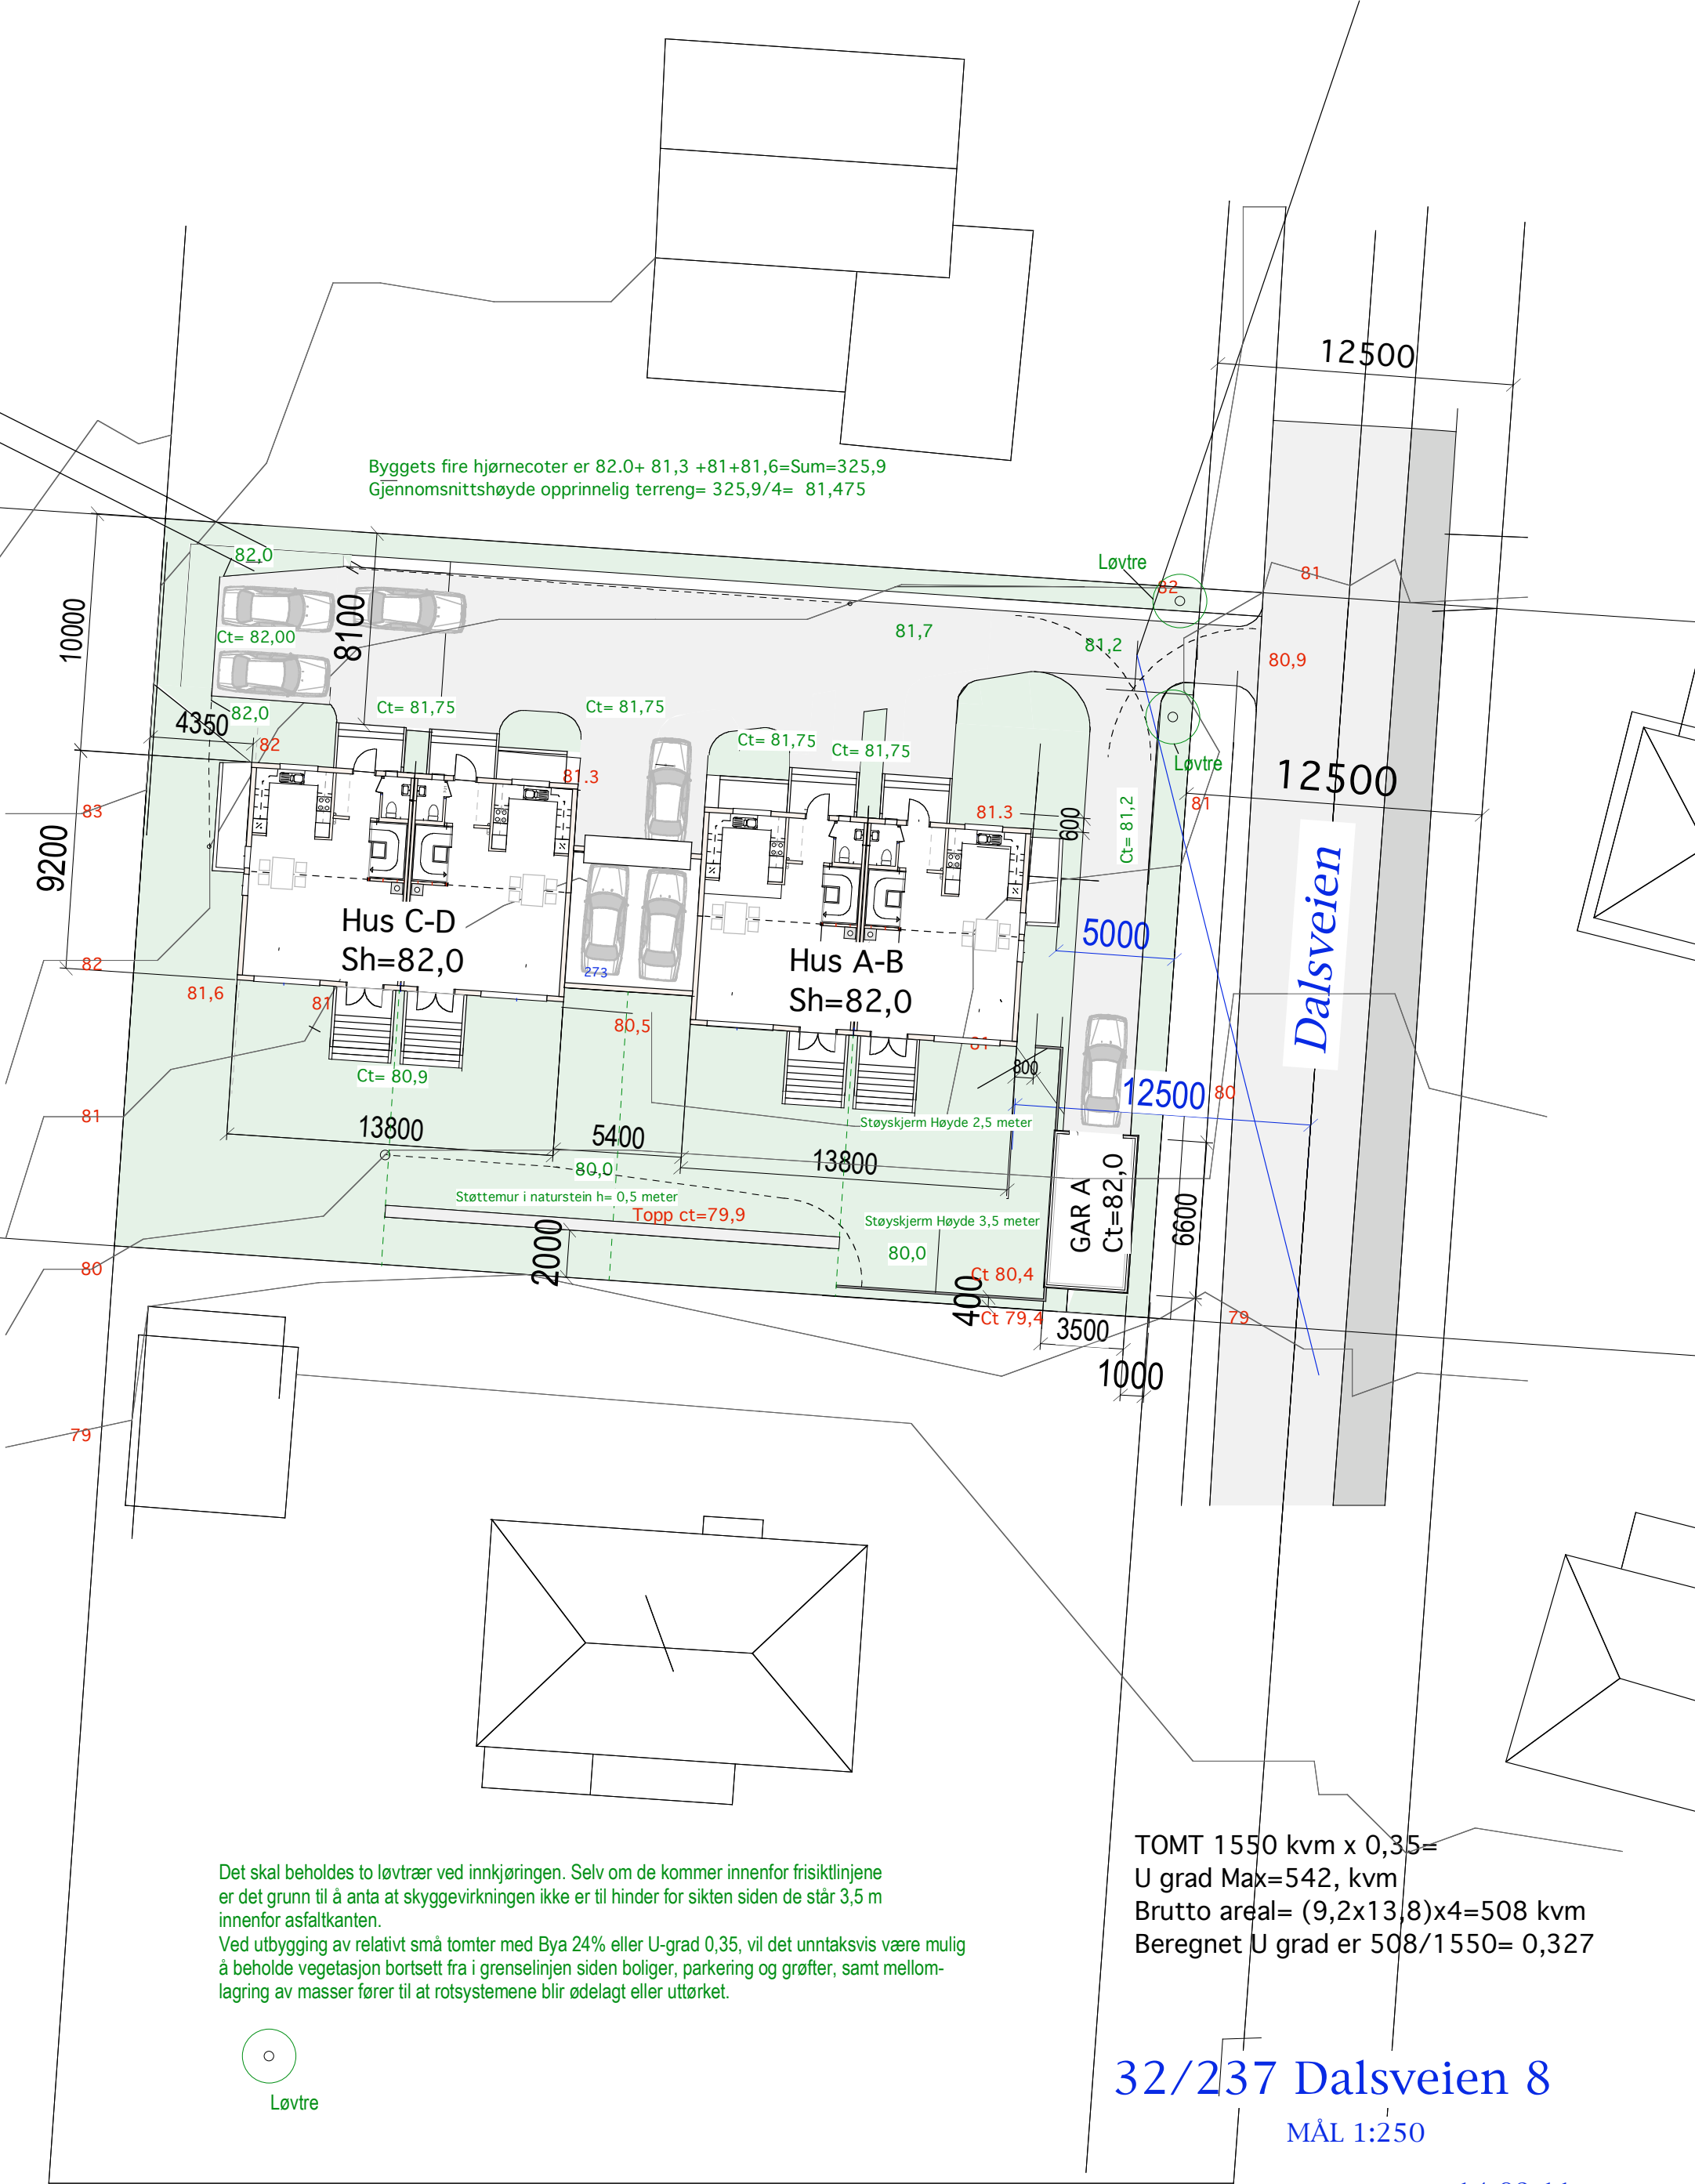 12500
Byggets fire hjørnecoter er 82.0+ 81,3 +81+81,6=Sum=325,9
Gjennomsnittshøyde opprinnelig terreng= 325,9/4=  81,475
82,0
Løvtre
82
81
10000
8100
Ct= 82,00
81,7
81,2
80,9
4350
82,0
Ct= 81,75
Ct= 81,75
82
Ct= 81,75
Ct= 81,75
Løvtre
81.3
12500
83
81.3
600
Ct= 81,2
81
9200
Hus C-D
Sh=82,0
Hus A-B
Sh=82,0
5000
Dalsveien
82
273
81,6
81
80,5
81
800
Ct= 80,9
12500
80
81
13800
5400
Støyskjerm Høyde 2,5 meter
13800
80,0
Støttemur i naturstein h= 0,5 meter
Topp ct=79,9
Støyskjerm Høyde 3,5 meter
GAR A
Ct=82,0
6600
80
2000
80,0
Ct 80,4
400
Ct 79,4
79
3500
1000
79
TOMT 1550 kvm x 0,35=
U grad Max=542, kvm
Brutto areal= (9,2x13,8)x4=508 kvm
Beregnet U grad er 508/1550= 0,327
Det skal beholdes to løvtrær ved innkjøringen. Selv om de kommer innenfor frisiktlinjene
er det grunn til å anta at skyggevirkningen ikke er til hinder for sikten siden de står 3,5 m
innenfor asfaltkanten.
Ved utbygging av relativt små tomter med Bya 24% eller U-grad 0,35, vil det unntaksvis være mulig
å beholde vegetasjon bortsett fra i grenselinjen siden boliger, parkering og grøfter, samt mellom-
lagring av masser fører til at rotsystemene blir ødelagt eller uttørket.
Løvtre
32/237 Dalsveien 8
MÅL 1:250